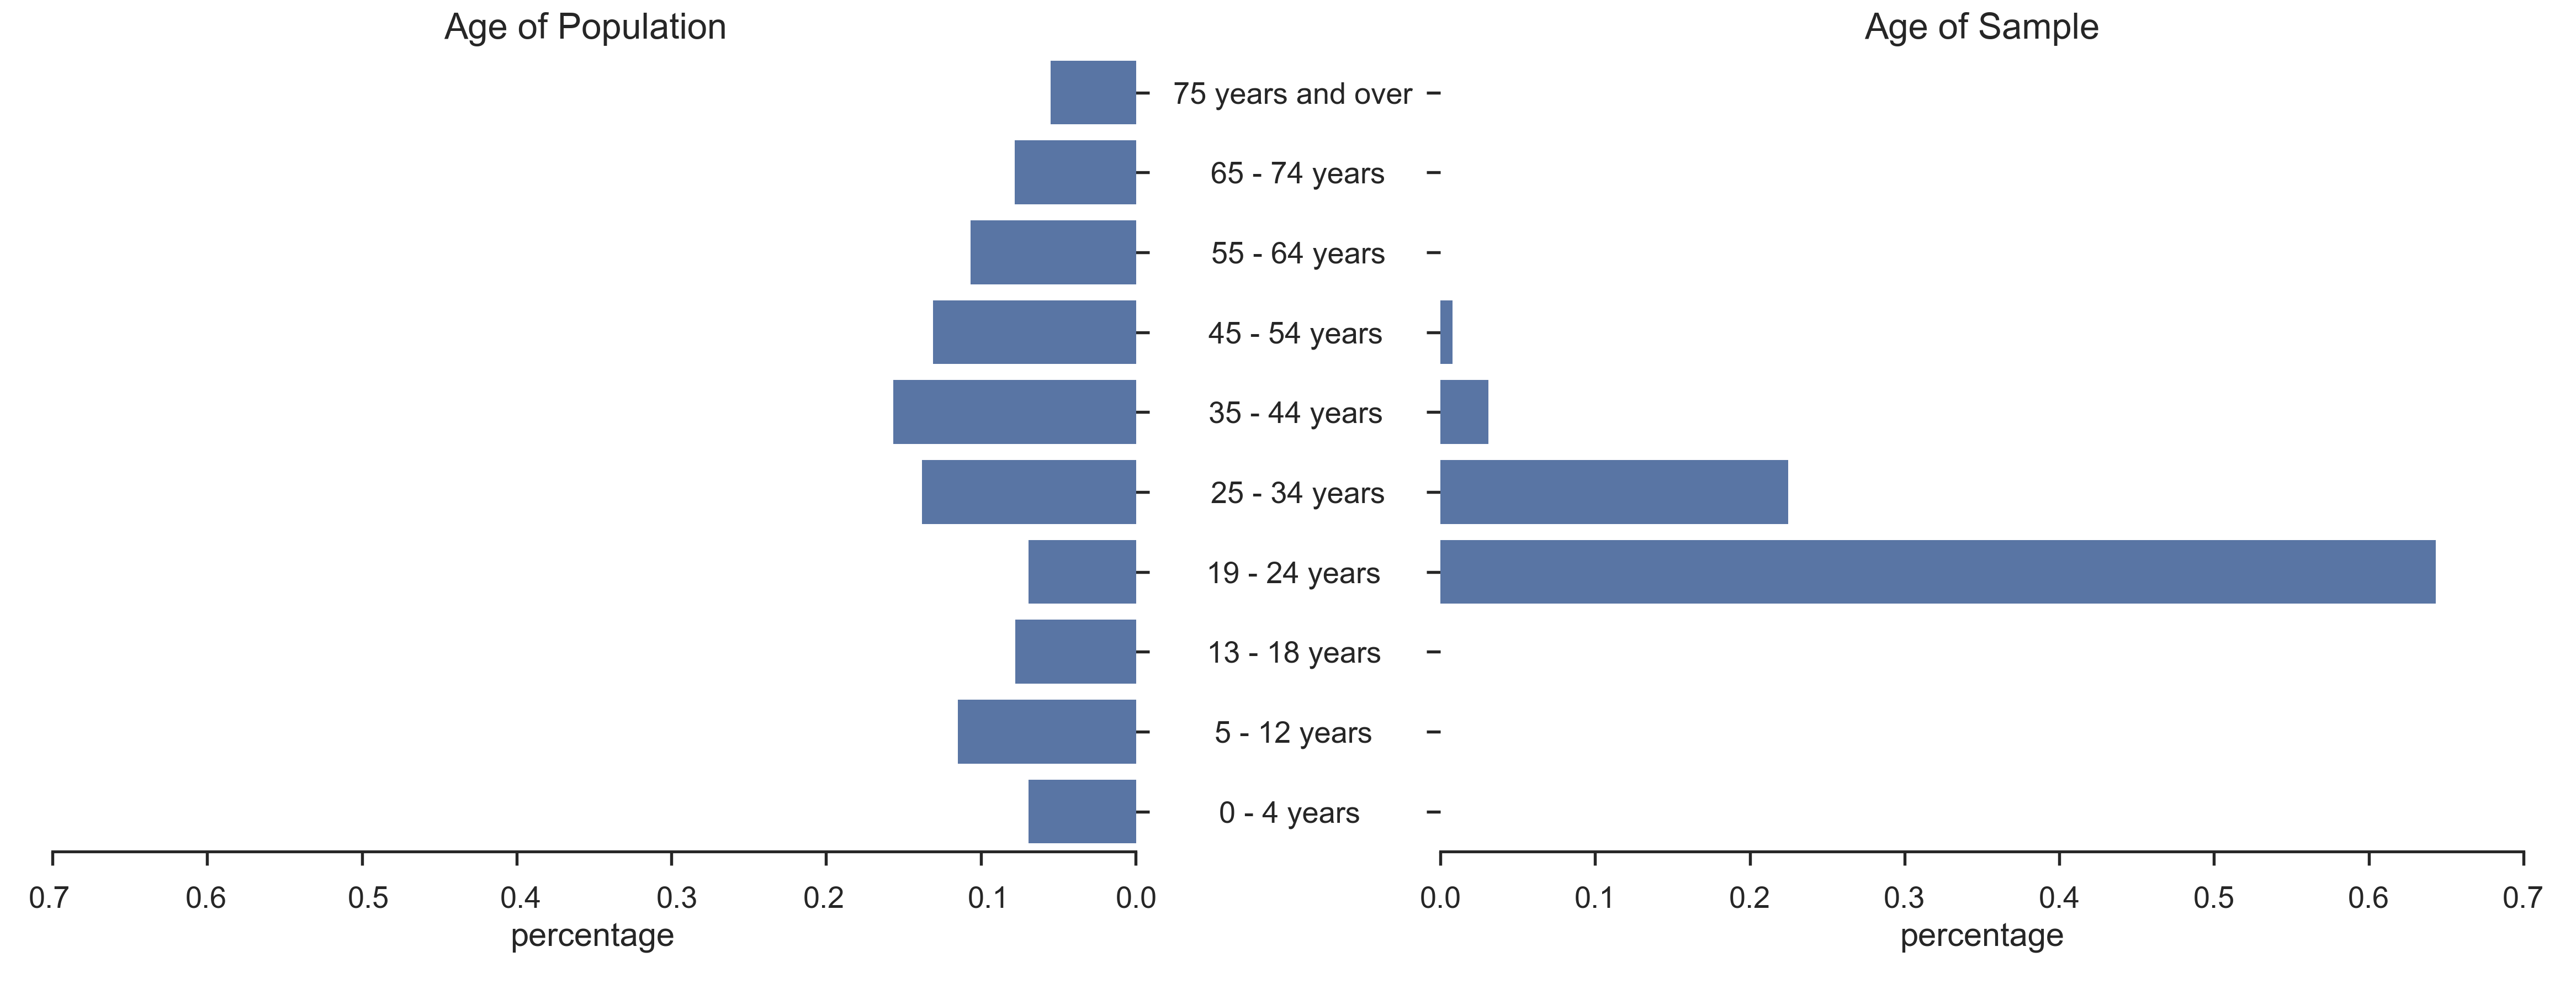 Age of Population
Age of Sample
75 years and over
65 - 74 years
55 - 64 years
45 - 54 years
35 - 44 years
25 - 34 years
19 - 24 years
13 - 18 years
5 - 12 years
0 - 4 years
0.7 0.6 0.5 0.4 0.3 0.2 0.1 0.0
percentage
0.0 0.1 0.2 0.3 0.4 0.5 0.6 0.7
percentage